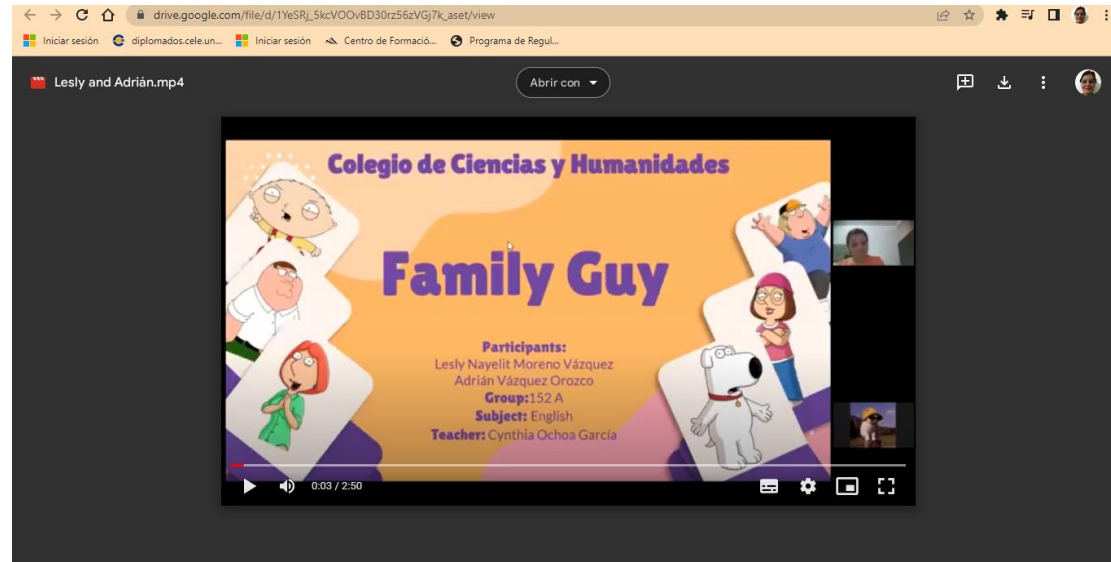 drive.google.com/file/d/1YeSRj_5kcVOOvBD30rz56zVGj7k_aset/view
Iniciar sesión diplomados.cele.un... Iniciar sesión Centro de Formació... Programa de Regul...
Lesly and Adrián.mp4
Abrir con
Colegio de Ciencias y Humanidades
Family Guy
Participants:
Lesly Nayelit Moreno Vázquez
Adrián Vázquez Orozco
Group:152 A
Subject: English
Teacher: Cynthia Ochoa García
0:03 / 2:50